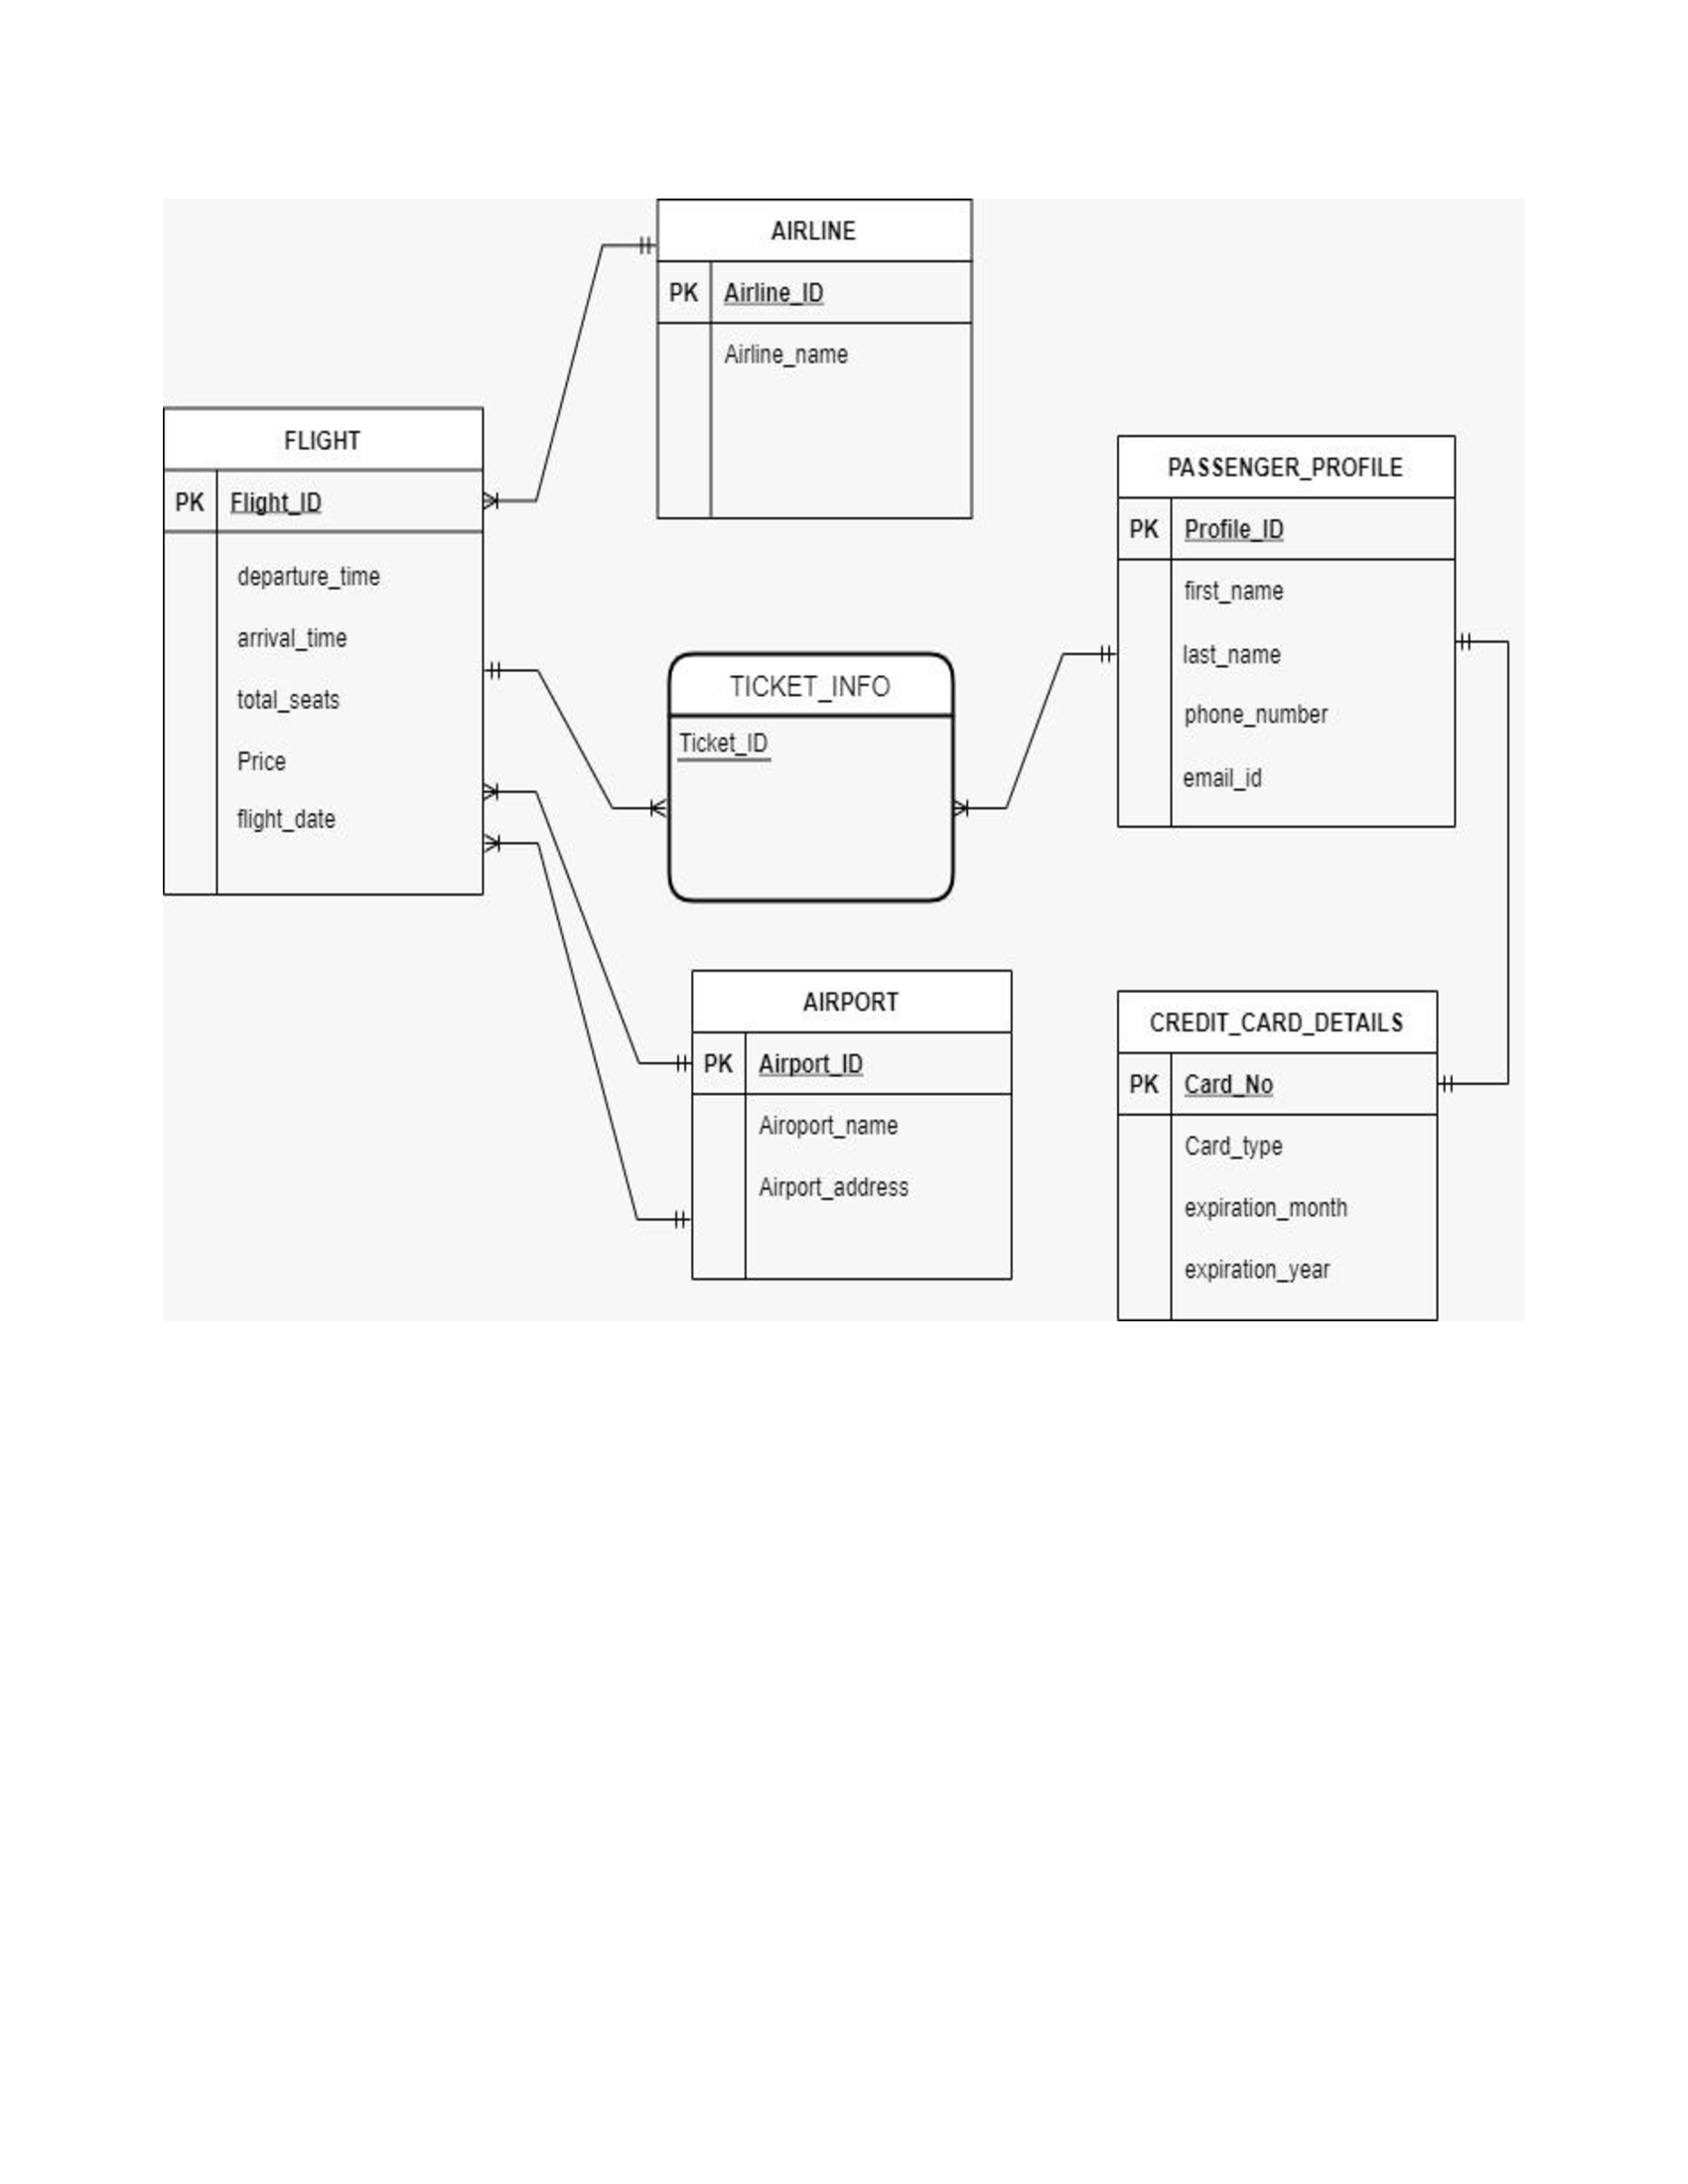 AIRLINE
PK Airline_ID
Airline_name
FLIGHT
PK Flight_ID
departure_time
arrival_time
total_seats
Price
flight_date
PASSENGER_PROFILE
PK Profile_ID
first_name
last_name
phone_number
email_id
TICKET_INFO
Ticket_ID
AIRPORT
PK Airport_ID
Airoport_name
Airport_address
CREDIT_CARD_DETAILS
PK Card_No
Card_type
expiration_month
expiration_year